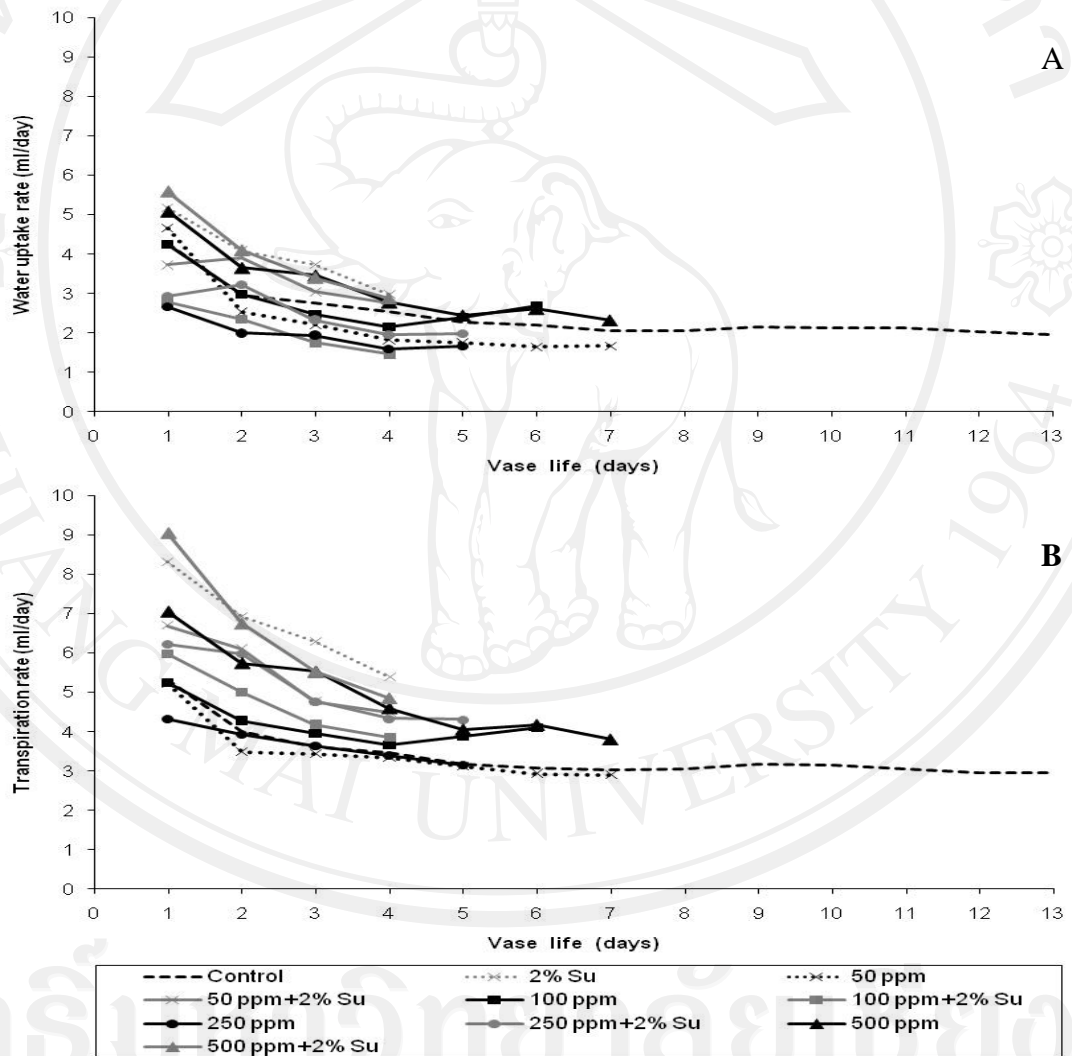 A
Water uptake rate (ml/day)
10
9
8
7
6
5
4
3
2
1
0
0 1 2 3 4 5 6 7 8 9 10 11 12 13
Vase life (days)
B
Transpiration rate (ml/day)
10
9
8
7
6
5
4
3
2
1
0
0 1 2 3 4 5 6 7 8 9 10 11 12 13
Vase life (days)
Control 2% Su 50 ppm
50 ppm+2% Su 100 ppm 100 ppm+2% Su
250 ppm 250 ppm+2% Su 500 ppm
500 ppm+2% Su
MAI UNIVERSITY 1964